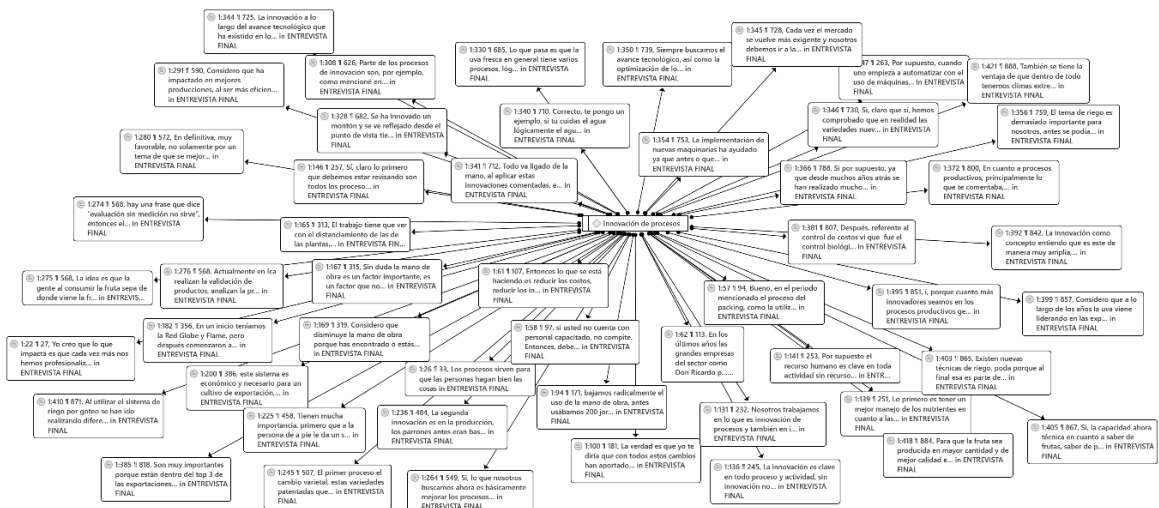 1:344 ¶ 725, La innovación a lo
largo del avance tecnológico que
ha existido en lo... in ENTREVISTA
FINAL
1:291 ¶ 590, Considero que ha
impactado en mejores
producciones, al ser más eficien...
in ENTREVISTA FINAL
1:308 ¶ 626, Parte de los procesos
de innovación son, por ejemplo,
como mencioné en... in
ENTREVISTA FINAL
1:330 ¶ 685, Lo que pasa es que la
uva fresca en general tiene varios
procesos, lóg... in ENTREVISTA
FINAL
1:350 ¶ 739, Siempre buscamos el
avance tecnológico, así como la
optimización de lo... in
ENTREVISTA FINAL
1:345 ¶ 728, Cada vez el mercado
se vuelve más exigente y nosotros
debemos ir a la... in ENTREVISTA
FINAL
47 ¶ 263, Por supuesto, cuando
uno empieza a automatizar con el
uso de máquinas... in
ENTREVISTA FINAL
1:421 ¶ 888, También se tiene la
ventaja de que dentro de todo
tenemos climas extre... in
ENTREVISTA FINAL
1:280 ¶ 572, En definitiva, muy
favorable, no solamente por un
tema de que se mejor... in
ENTREVISTA FINAL
1:328 ¶ 682, Se ha innovado un
montón y se ve reflejado desde el
punto de vista tie... in
ENTREVISTA FINAL
1:340 ¶ 710, Correcto, te pongo un
ejemplo, si tu cuidas el agua
lógicamente el agu... in
ENTREVISTA FINAL
1:354 ¶ 753, La implementación de
nuevas maquinarias ha ayudado
ya que antes o que... in
ENTREVISTA FINAL
1:346 ¶ 730, Sí, claro que sí, hemos
comprobado que en realidad las
variedades nuev... in ENTREVISTA
FINAL
1:356 ¶ 759, El tema de riego es
demasiado importante para
nosotros, antes se podía... in
ENTREVISTA FINAL
1:146 ¶ 257, Sí, claro lo primero
que debemos estar revisando son
todos los proceso... in
ENTREVISTA FINAL
1:341 ¶ 712, Todo va ligado de la
mano, al aplicar estas
innovaciones comentadas, e... in
ENTREVISTA FINAL
1:366 ¶ 788, Si por supuesto, ya
que desde muchos años atrás se
han realizado mucho... in
ENTREVISTA FINAL
1:372 ¶ 800, En cuanto a procesos
productivos, principalmente lo
que te comentaba,... in
ENTREVISTA FINAL
1:274 ¶ 568, hay una frase que dice
"evaluación sin medición no sirve".
entonces el... in ENTREVISTA
FINAL
1:165 ¶ 313, El trabajo tiene que ver
con el distanciamiento de las de
las plantas,... in ENTREVISTA FIN...
Innovación de procesos
1:381 ¶ 807, Después, referente al
control de costos vi que fue el
control biológi... in ENTREVISTA
FINAL
1:392 ¶ 842, La innovación como
concepto entiendo que es este de
manera muy amplia,... in
ENTREVISTA FINAL
1:275 ¶ 568, La idea es que la
gente al consumir la fruta sepa de
donde viene la fi... in ENTREVIS...
1:276 ¶ 568, Actualmente en Ica
realizan la validación de
productos, analizan la pr... in
ENTREVISTA FINAL
1:167 ¶ 315, Sin duda la mano de
obra es un factor importante, es
un factor que no... in
ENTREVISTA FINAL
1:61 ¶ 107, Entonces lo que se está
haciendo es reducir los costos,
reducir los in... in ENTREVISTA
FINAL
1:57 ¶ 94, Bueno, en el periodo
mencionado el proceso del
packing, como la utiliz... in
ENTREVISTA FINAL
1:395 ¶ 851, í, porque cuanto más
innovadores seamos en los
procesos productivos ge... in
ENTREVISTA FINAL
1:399 ¶ 857, Considero que a lo
largo de los años la uva viene
liderando en las exp... in
ENTREVISTA FINAL
1:22 ¶ 27, Yo creo que lo que
impacta es que cada vez más nos
hemos profesionali... in
ENTREVISTA FINAL
1:182 ¶ 356, En un inicio teníamos
la Red Globe y Flame, pero
después comenzaron a...
in ENTREVISTA FINAL
1:169 ¶ 319, Considero que
disminuye la mano de obra
porque has encontrado o estás...
in ENTREVISTA FINAL
1:58 ¶ 97, si usted no cuenta con
personal capacitado, no compite.
Entonces, debe... in ENTREVISTA
FINAL
1:62 ¶ 113, En los
últimos años las
grandes empresas
del sector como
Don Ricardo p......
in ENTREVISTA
FINAL
1:141 ¶ 253, Por supuesto el
recurso humano es clave en toda
actividad sin recurso... in ENTR...
1:403 ¶ 865, Existen nuevas
técnicas de riego, poda porque al
final esa es parte de... in
ENTREVISTA FINAL
1:200 ¶ 386, este sistema es
económico y necesario para un
cultivo de exportación,... in
ENTREVISTA FINAL
1:26 ¶ 33, Los procesos sirven para
que las personas hagan bien las
cosas in ENTREVISTA FINAL
1:94 ¶ 171, bajamos radicalmente el
uso de la mano de obra, antes
usábamos 200 jor... in
ENTREVISTA FINAL
1:139 ¶ 251, Lo primero es tener un
mejor manejo de los nutrientes
en cuanto a las... in
ENTREVISTA FINAL
1:410 ¶ 871, Al utilizar el sistema de
riego por goteo se han ido
realizando difere... in
ENTREVISTA FINAL
1:225 ¶ 458, Tienen mucha
importancia, primero que a la
persona de a pie le da un s... in
ENTREVISTA FINAL
1:236 ¶ 484, La segunda
innovación es en la producción,
los parrones antes eran bas... in
ENTREVISTA FINAL
1:131 ¶ 232, Nosotros trabajamos
en lo que es innovación de
procesos y también en i... in
ENTREVISTA FINAL
1:405 ¶ 867, Sí, la capacidad ahora
técnica en cuanto a saber de
frutas, saber de p... in
ENTREVISTA FINAL
1:418 ¶ 884, Para que la fruta sea
producida en mayor cantidad y de
mejor calidad e... in
ENTREVISTA FINAL
1:100 ¶ 181, La verdad es que yo te
diría que con todos estos cambios
han aportado... in ENTREVISTA
FINAL
1:385 ¶ 818, Son muy importantes
porque están dentro del top 3 de
las exportaciones... in ENTREVISTA
FINAL
1:245 ¶ 507, El primer proceso el
cambio varietal, estas variedades
patentadas que... in ENTREVISTA
FINAL
1:264 ¶ 549, Sí, lo que nosotros
buscamos ahora es básicamente
mejorar los procesos... in
ENTREVISTA FINAL
1:136 ¶ 245, La innovación es clave
en todo proceso y actividad, sin
innovación no... in ENTREVISTA
FINAL